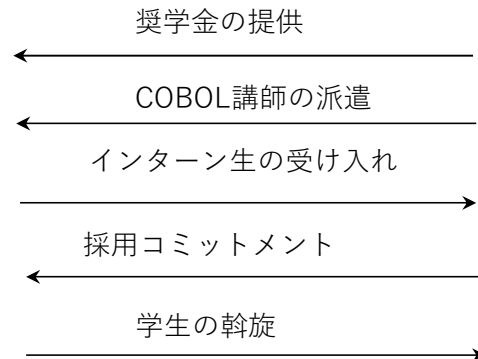 奨学金の提供
COBOL講師の派遣
インターン生の受け入れ
採用コミットメント
学生の斡旋